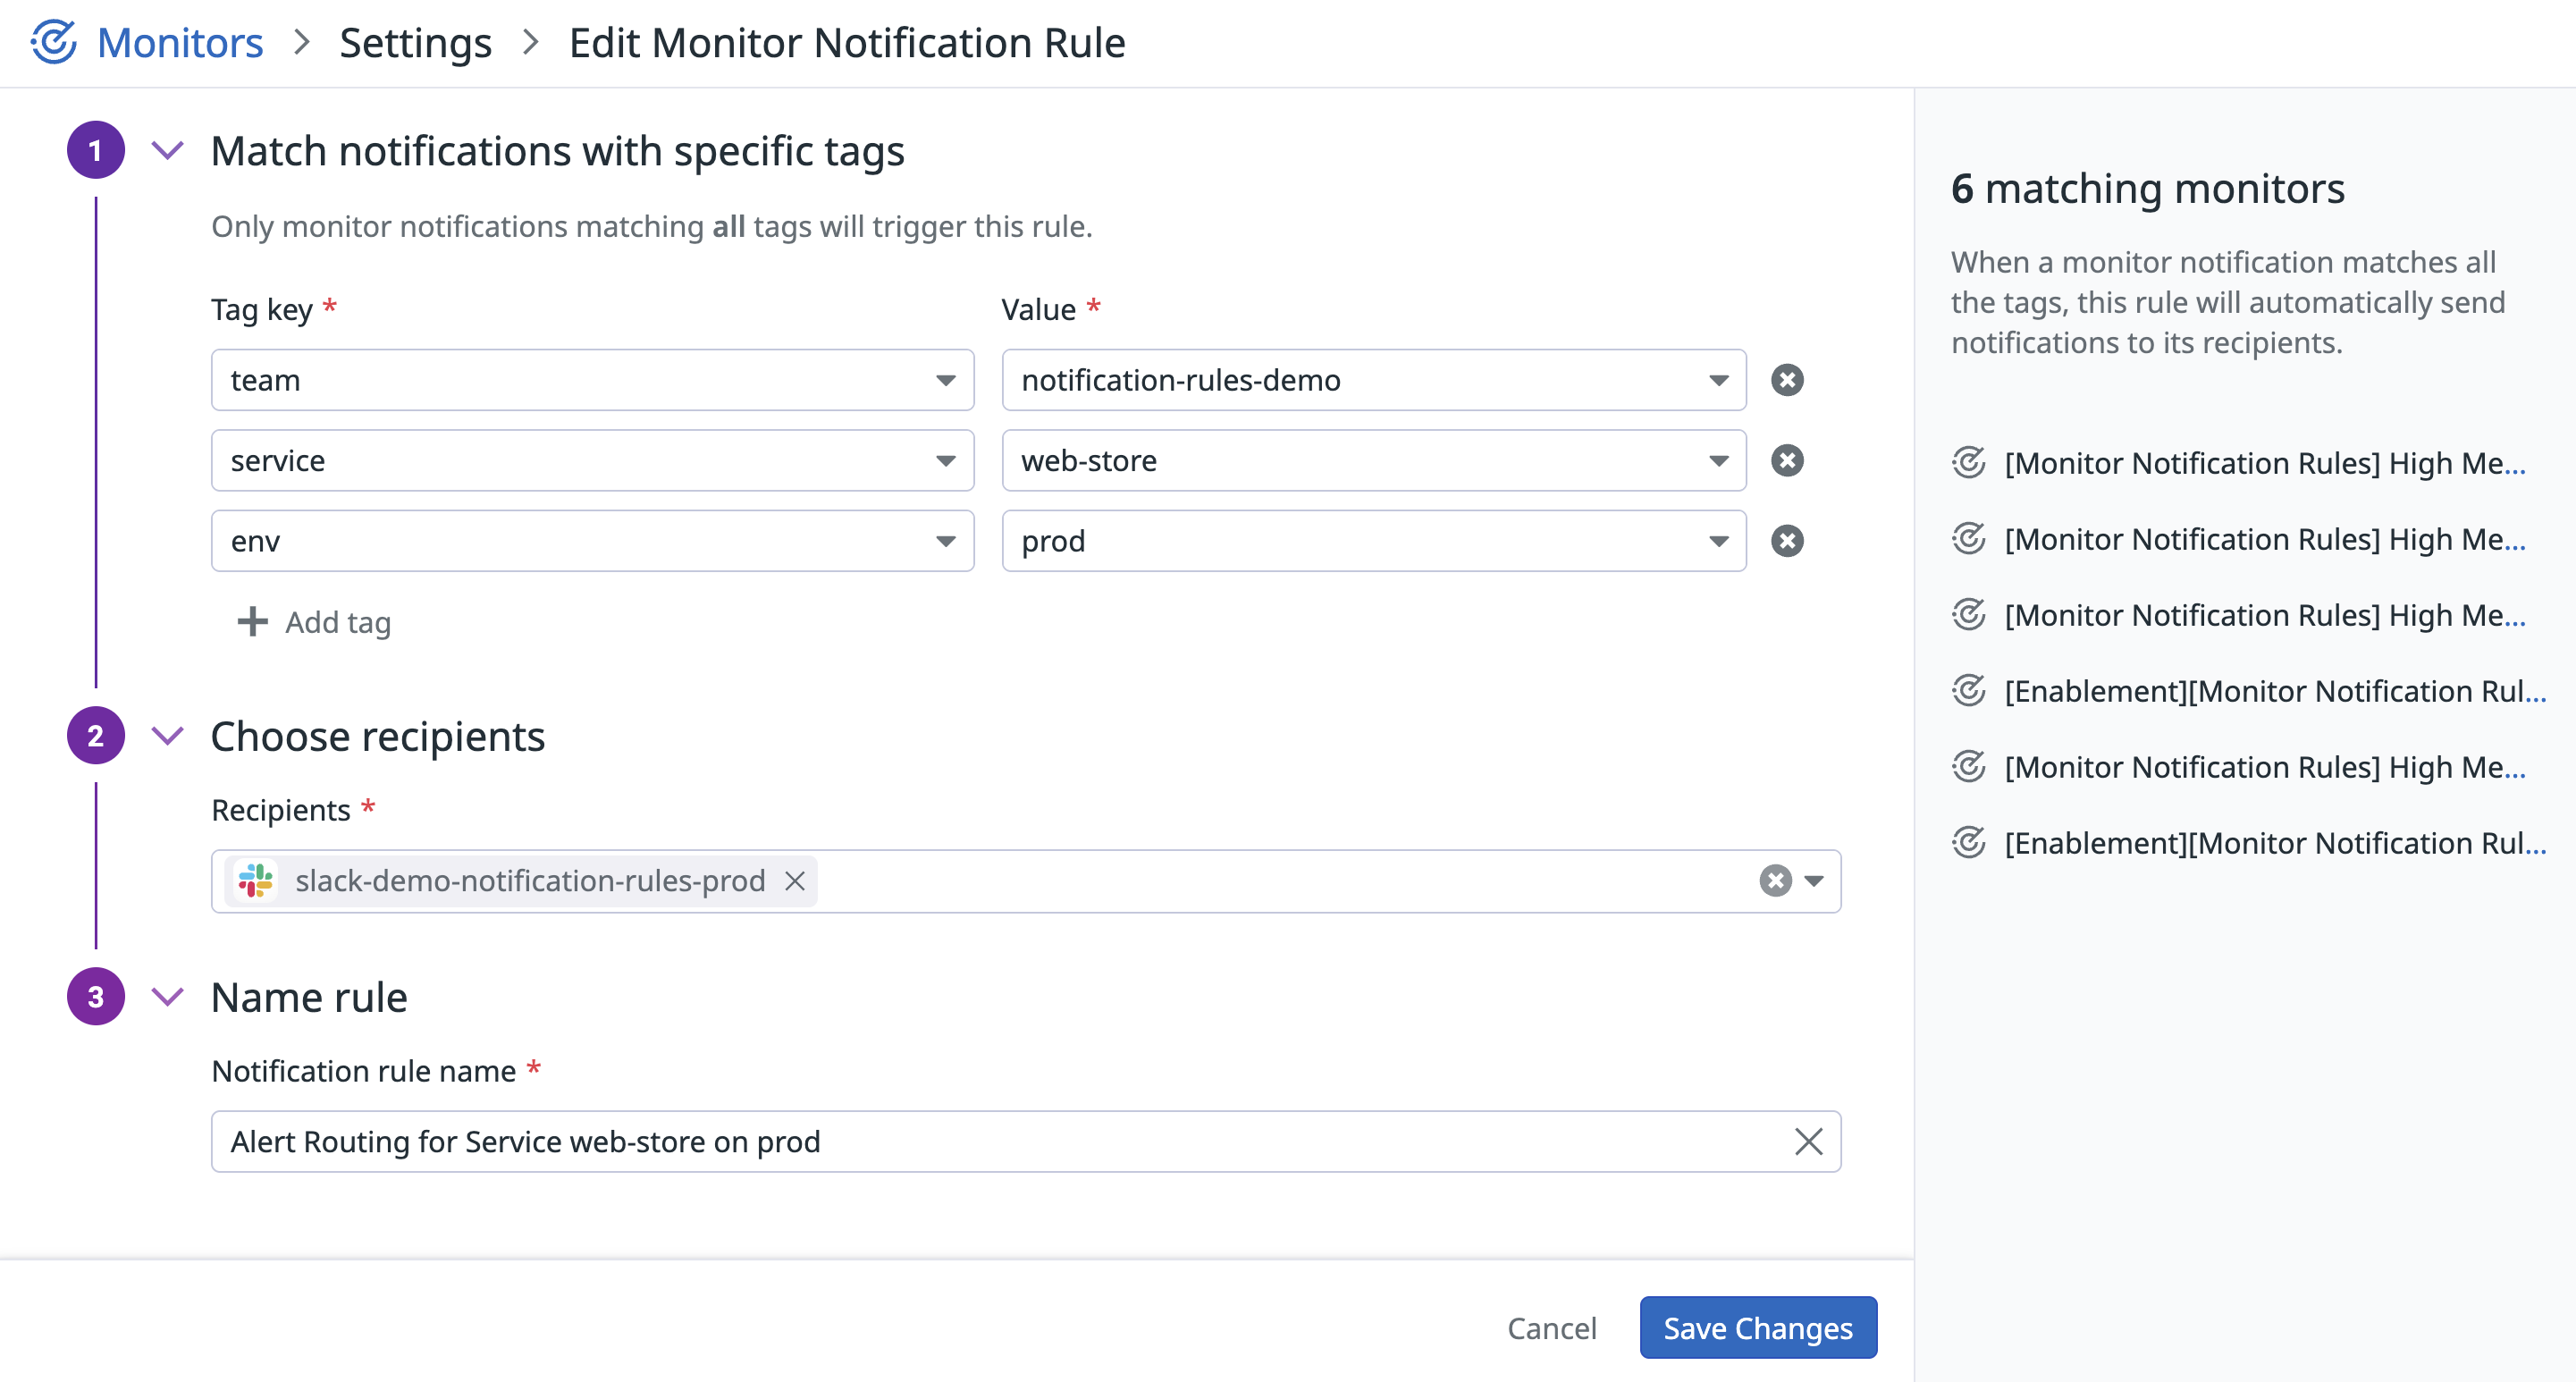 Monitors > Settings > Edit Monitor Notification Rule
1 Match notifications with specific tags
Only monitor notifications matching all tags will trigger this rule.
Tag key * Value *
team notification-rules-demo
service web-store
env prod
Add tag
2 Choose recipients
Recipients *
slack-demo-notification-rules-prod
3 Name rule
Notification rule name *
Alert Routing for Service web-store on prod
Cancel Save Changes
6 matching monitors
When a monitor notification matches all
the tags, this rule will automatically send
notifications to its recipients.
[Monitor Notification Rules] High Me...
[Monitor Notification Rules] High Me...
[Monitor Notification Rules] High Me...
[Enablement][Monitor Notification Rul...
[Monitor Notification Rules] High Me...
[Enablement][Monitor Notification Rul...